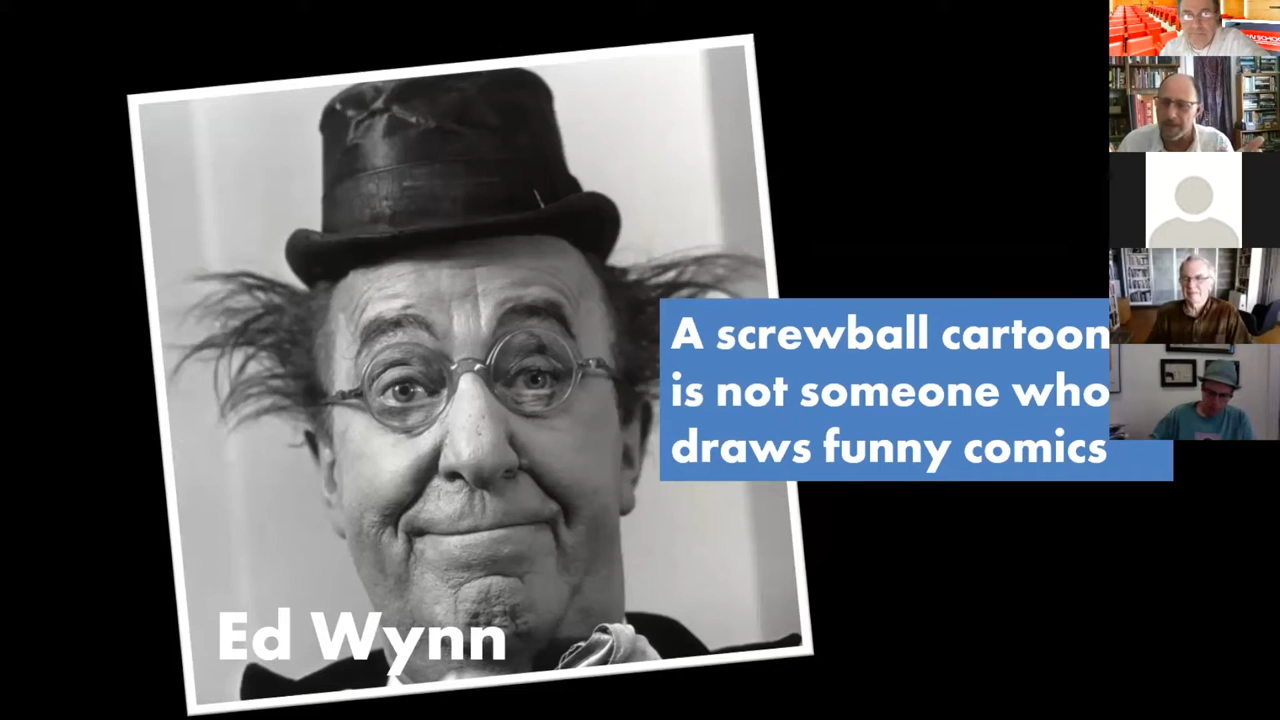 A screwball cartoon
is not someone who
draws funny comics
Ed Wynn